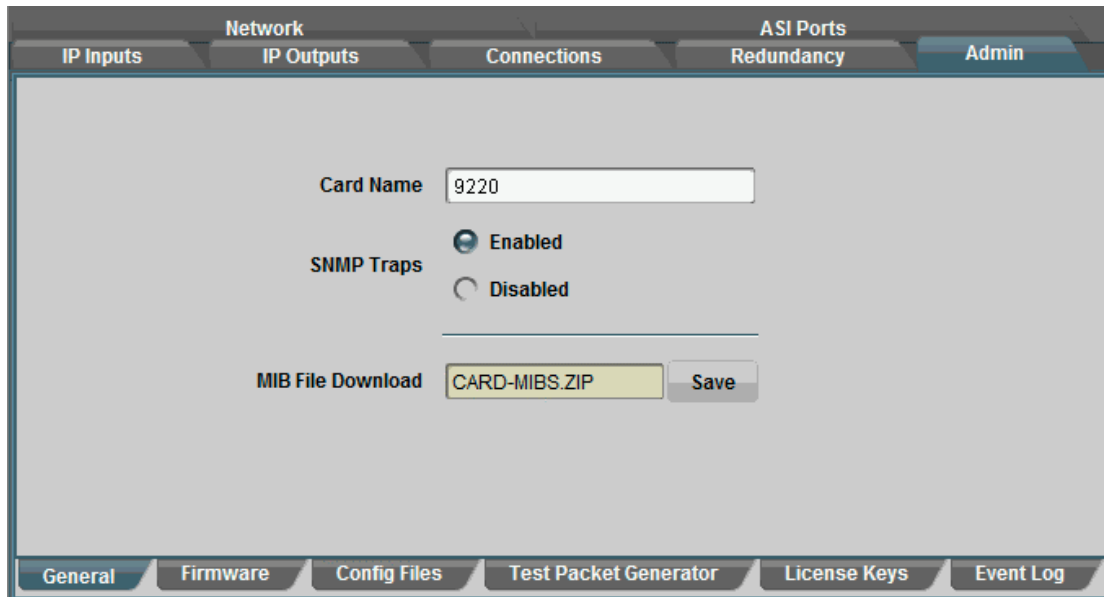 Network ASI Ports
IP Inputs IP Outputs Connections Redundancy Admin
Card Name 9220
Enabled
SNMP Traps
Disabled
MIB File Download CARD-MIBS.ZIP Save
General Firmware Config Files Test Packet Generator License Keys Event Log